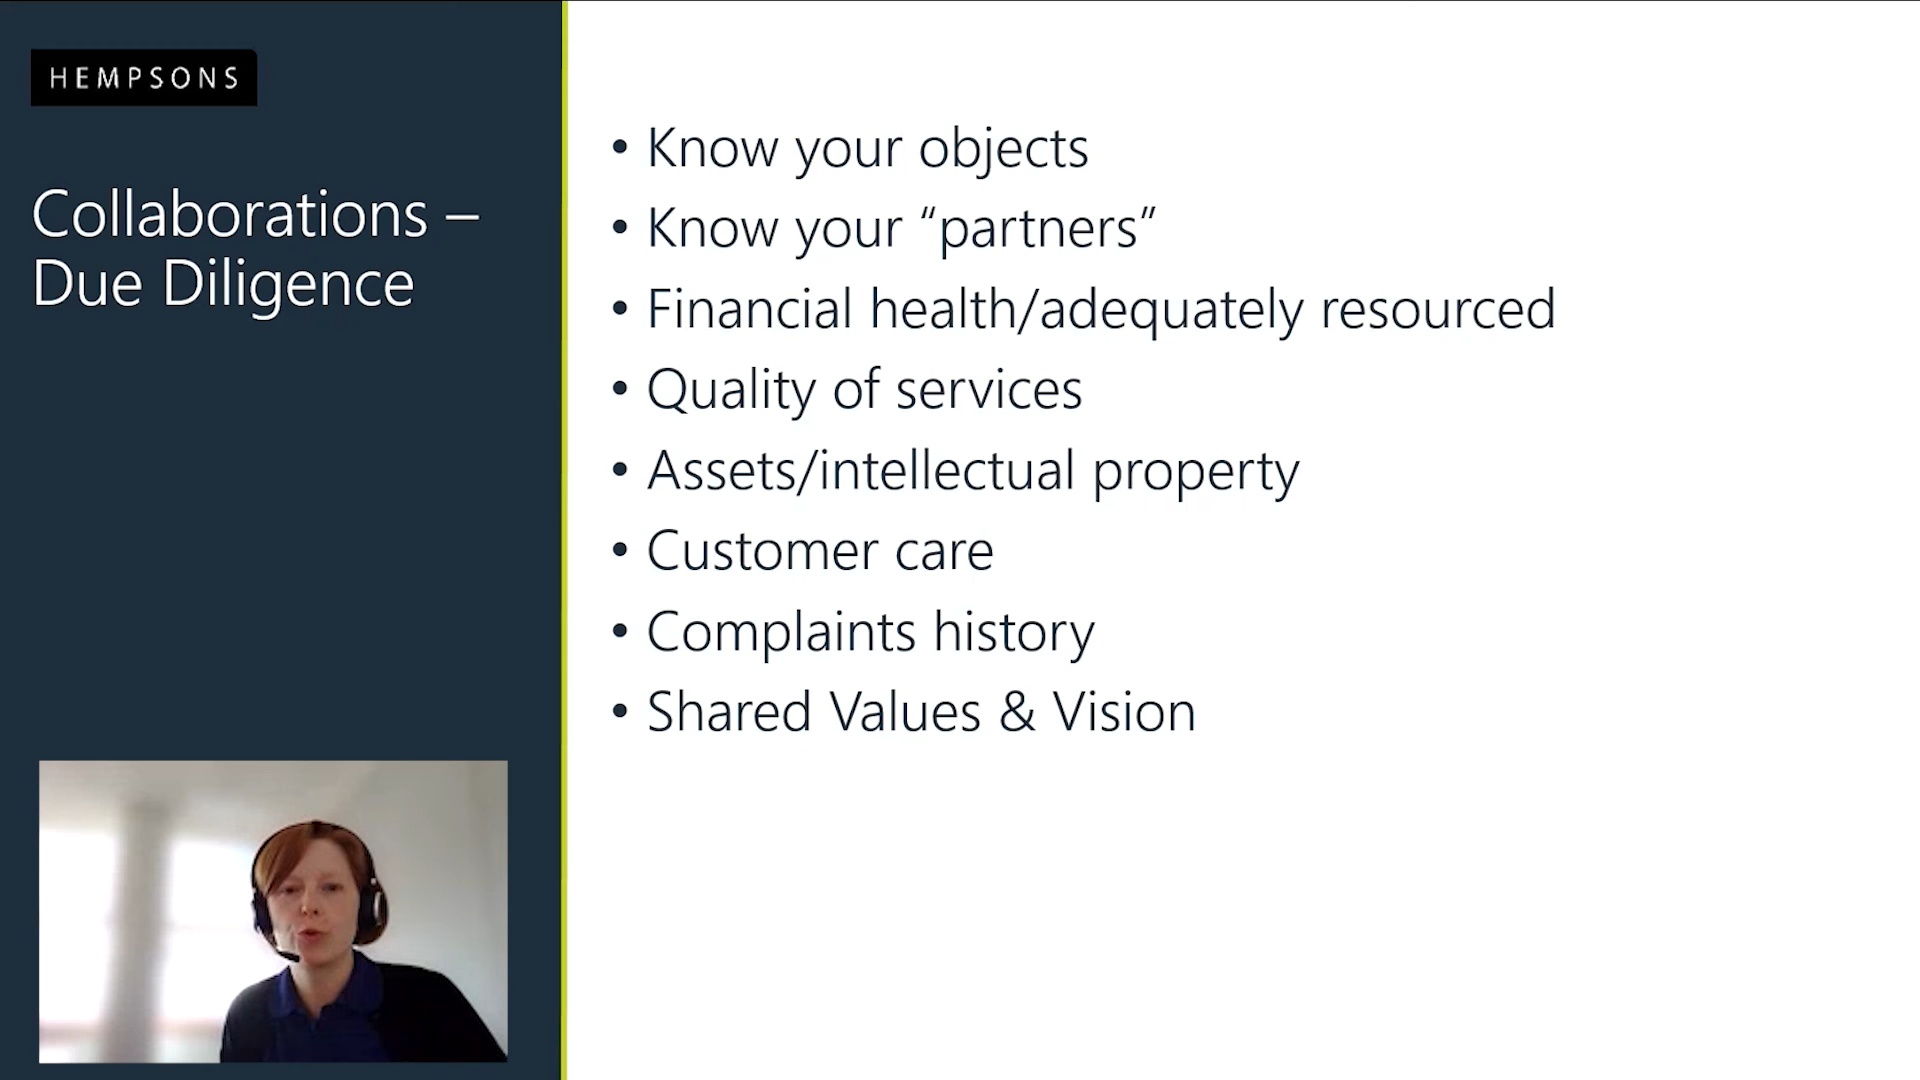 HEMPSONS
Collaborations –
Due Diligence
• Know your objects
• Know your “partners”
• Financial health/adequately resourced
• Quality of services
• Assets/intellectual property
• Customer care
• Complaints history
• Shared Values & Vision